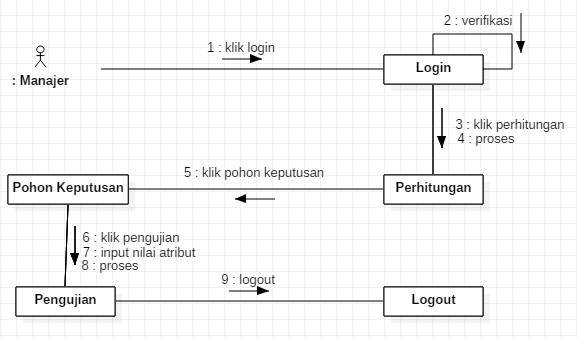 2 : verifikasi
1 : klik login
Login
: Manajer
3 : klik perhitungan
4 : proses
5 : klik pohon keputusan
Pohon Keputusan
Perhitungan
6 : klik pengujian
7 : input nilai atribut
8 : proses
9 : logout
Pengujian
Logout